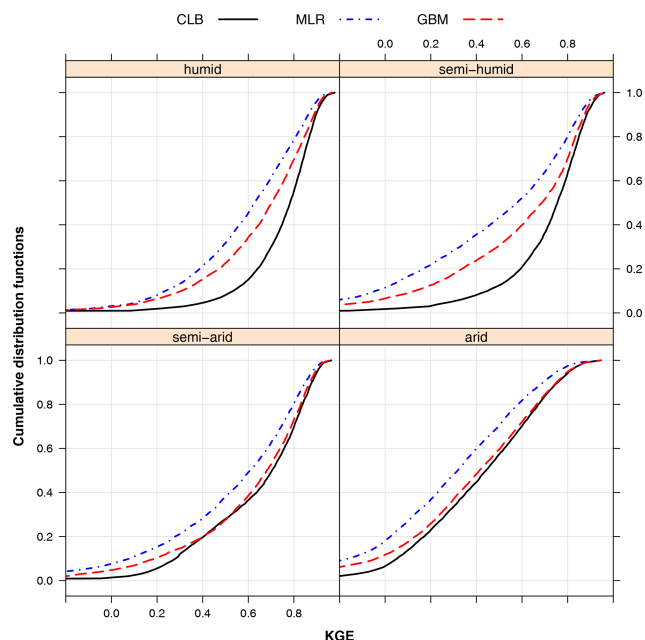 CLB MLR GBM
0.0 0.2 0.4 0.6 0.8
humid semi−humid
1.0
0.8
0.6
0.4
0.2
0.0
Cumulative distribution functions
semi−arid arid
1.0
0.8
0.6
0.4
0.2
0.0
0.0 0.2 0.4 0.6 0.8
KGE